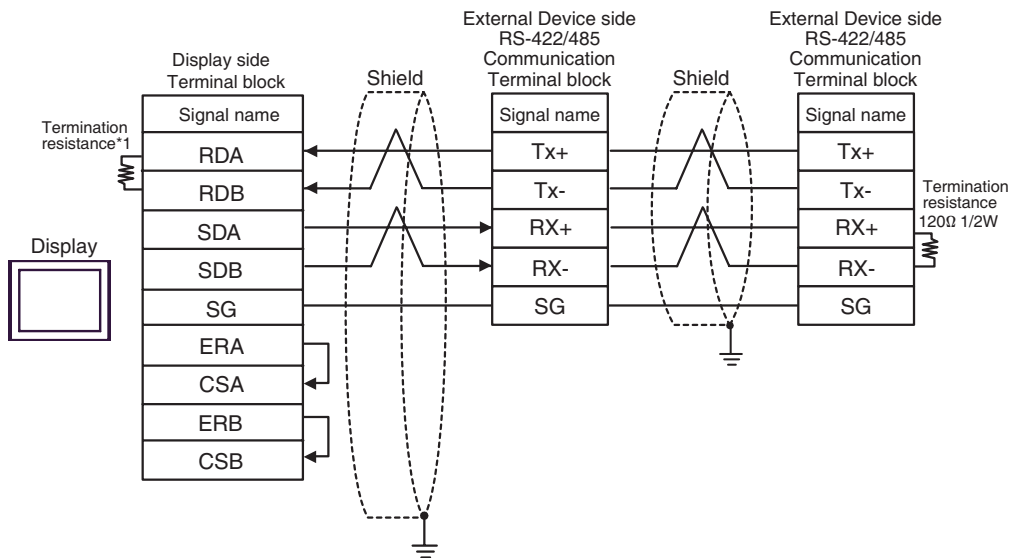 External Device side
RS-422/485
Communication
Terminal block
External Device side
RS-422/485
Communication
Terminal block
Display side
Terminal block
Shield
Shield
Signal name
Signal name
Signal name
Termination
resistance*1
RDA
Tx+
Tx+
RDB
Tx-
Tx-
Termination
resistance
120Ω 1/2W
SDA
RX+
RX+
Display
SDB
RX-
RX-
SG
SG
SG
ERA
CSA
ERB
CSB